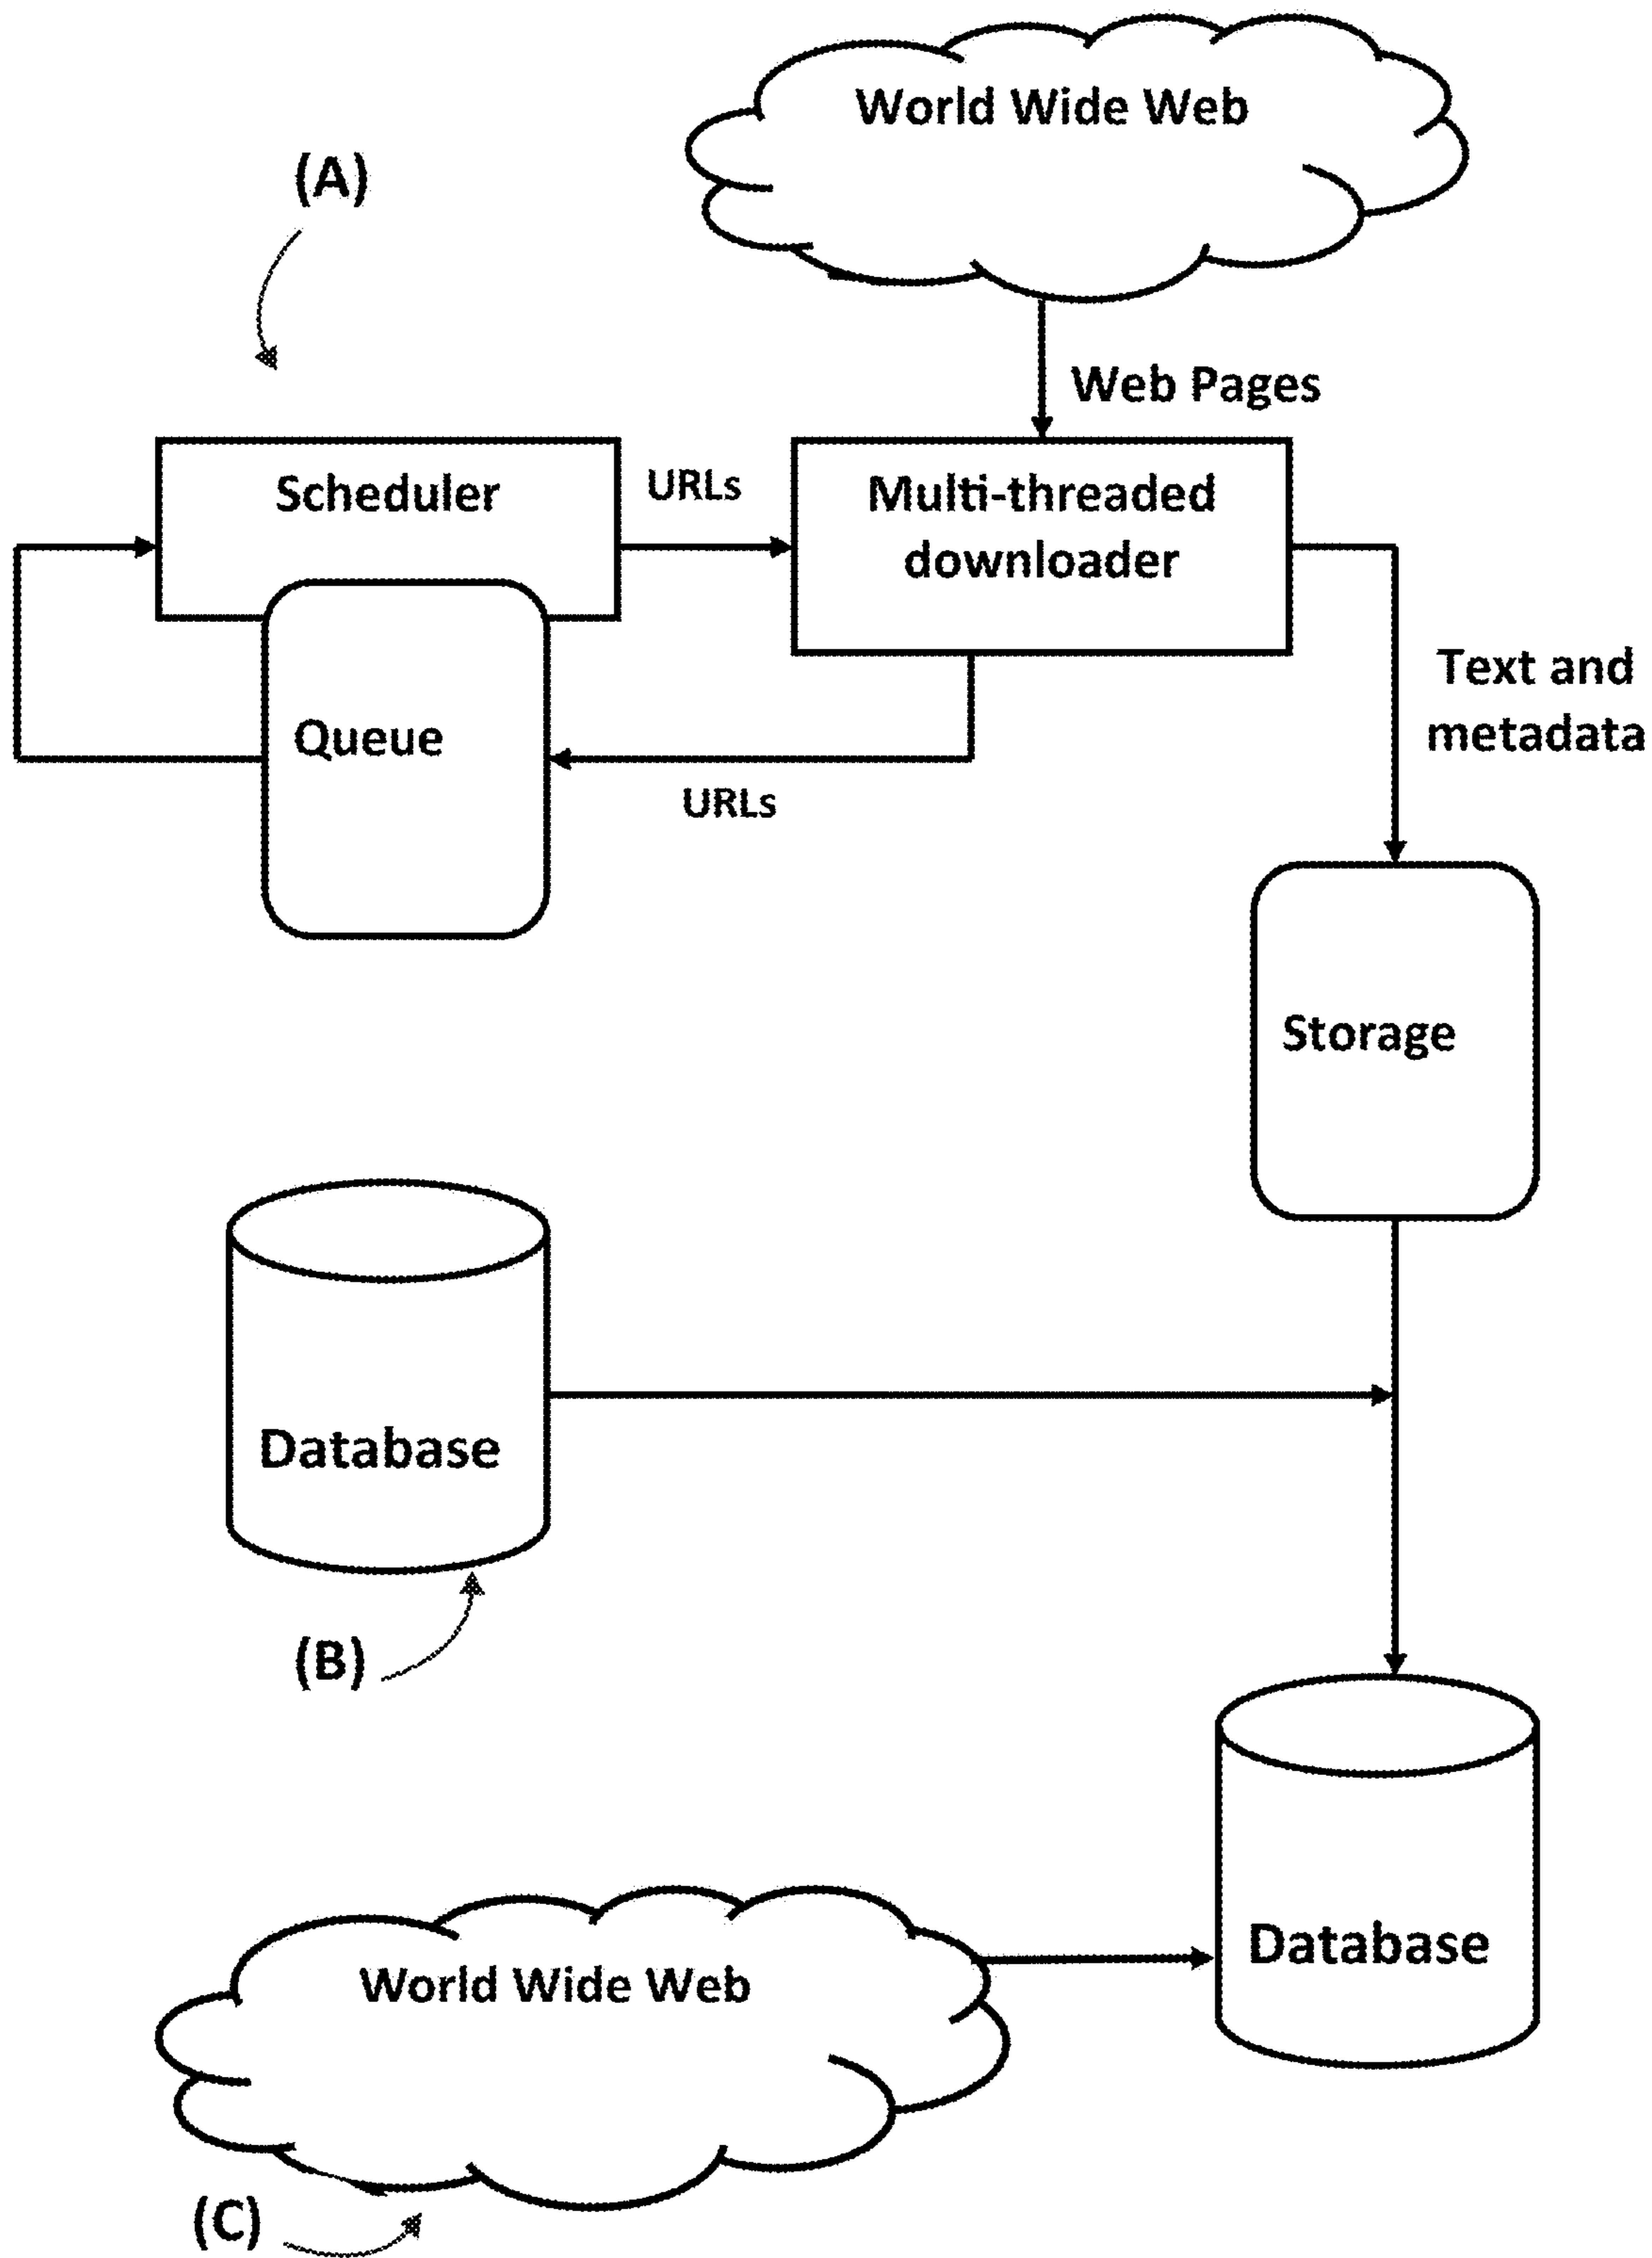 World Wide Web
(A)
Web Pages
Scheduler
URLs
Multi-threaded
downloader
Text and
metadata
Queue
URLs
Storage
Database
(B)
Database
World Wide Web
(C)